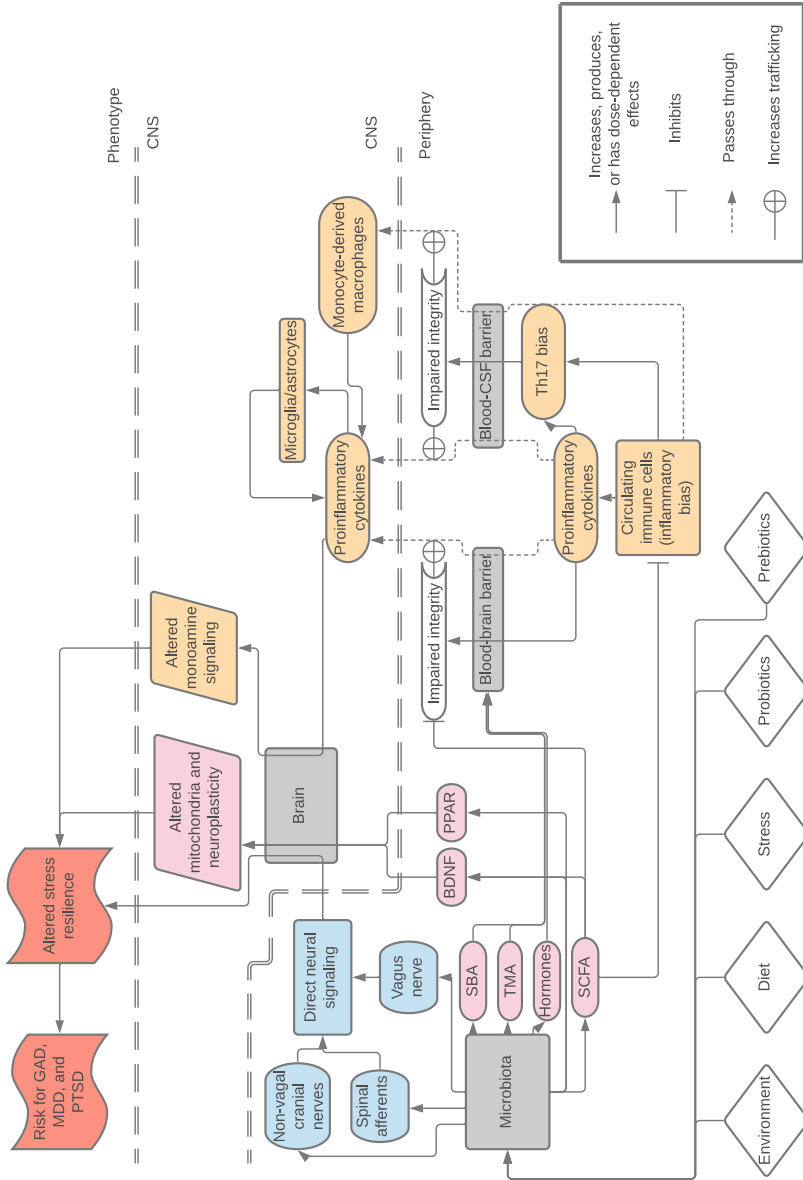 Phenotype
CNS
CNS
Periphery
Risk for GAD,
MDD, and
PTSD
Altered stress
resilience
Altered
mitochondria and
neuroplasticity
Altered
monoamine
signaling
Brain
Microglia/astrocytes
Monocyte-derived
macrophages
Proinflammatory
cytokines
Non-vagal
cranial
nerves
Spinal
afferents
Direct neural
signaling
Vagus
nerve
BDNF
PPAR
Impaired integrity
Impaired integrity
SBA
TMA
Hormones
SCFA
Blood-brain barrier
Blood-CSF barrier
Microbiota
Proinflammatory
cytokines
Th17 bias
Circulating
immune cells
(inflammatory
bias)
Environment
Diet
Stress
Probiotics
Prebiotics
Increases, produces,
or has dose-dependent
effects
Inhibits
Passes through
Increases trafficking